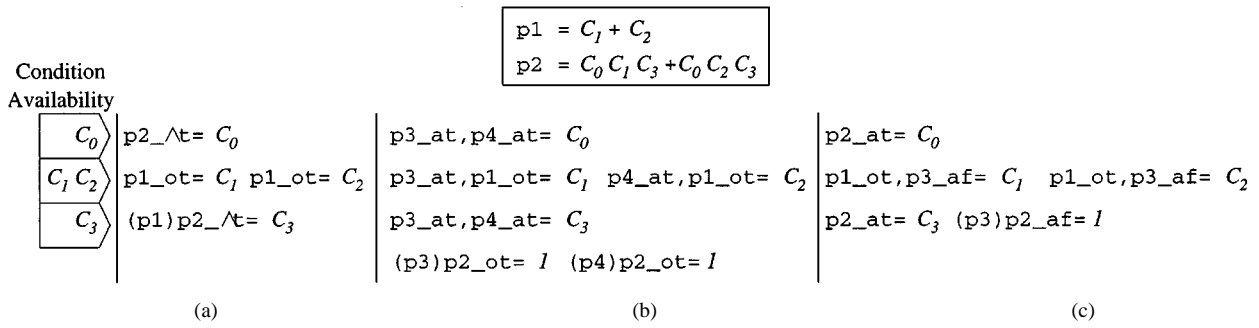 p1 = C₁ + C₂
p2 = C₀ C₁ C₃ + C₀ C₂ C₃
Condition
Availability
C₀
C₁ C₂
C₃
p2_/\t= C₀
p1_ot= C₁ p1_ot= C₂
(p1)p2_/\t= C₃
(a)
p3_at,p4_at= C₀
p3_at,p1_ot= C₁ p4_at,p1_ot= C₂
p3_at,p4_at= C₃
(p3)p2_ot= 1 (p4)p2_ot= 1
(b)
p2_at= C₀
p1_ot,p3_af= C₁ p1_ot,p3_af= C₂
p2_at= C₃ (p3)p2_af= 1
(c)